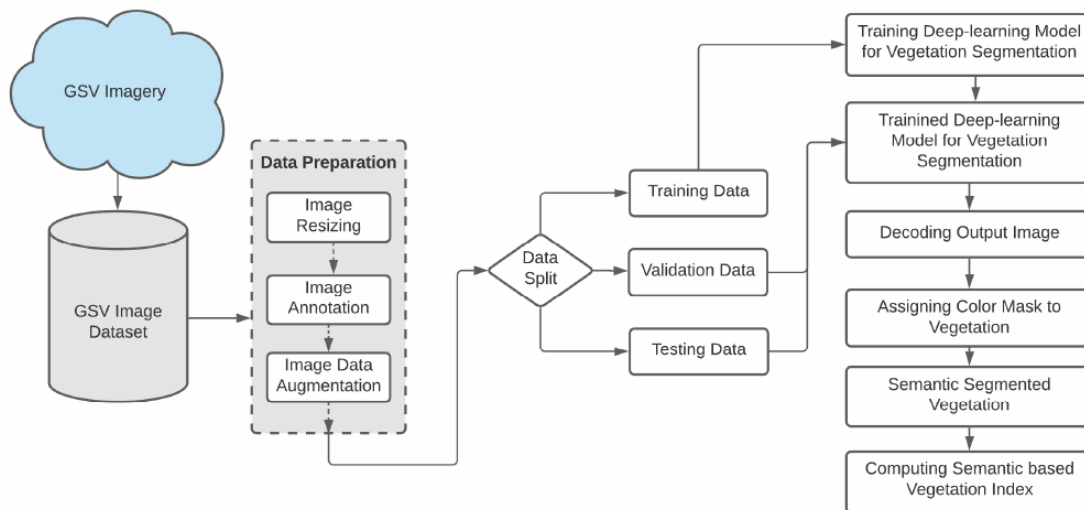 GSV Imagery
GSV Image
Dataset
Data Preparation
Image
Resizing
Image
Annotation
Image Data
Augmentation
Data
Split
Training Data
Validation Data
Testing Data
Training Deep-learning Model
for Vegetation Segmentation
Trainined Deep-learning
Model for Vegetation
Segmentation
Decoding Output Image
Assigning Color Mask to
Vegetation
Semantic Segmented
Vegetation
Computing Semantic based
Vegetation Index